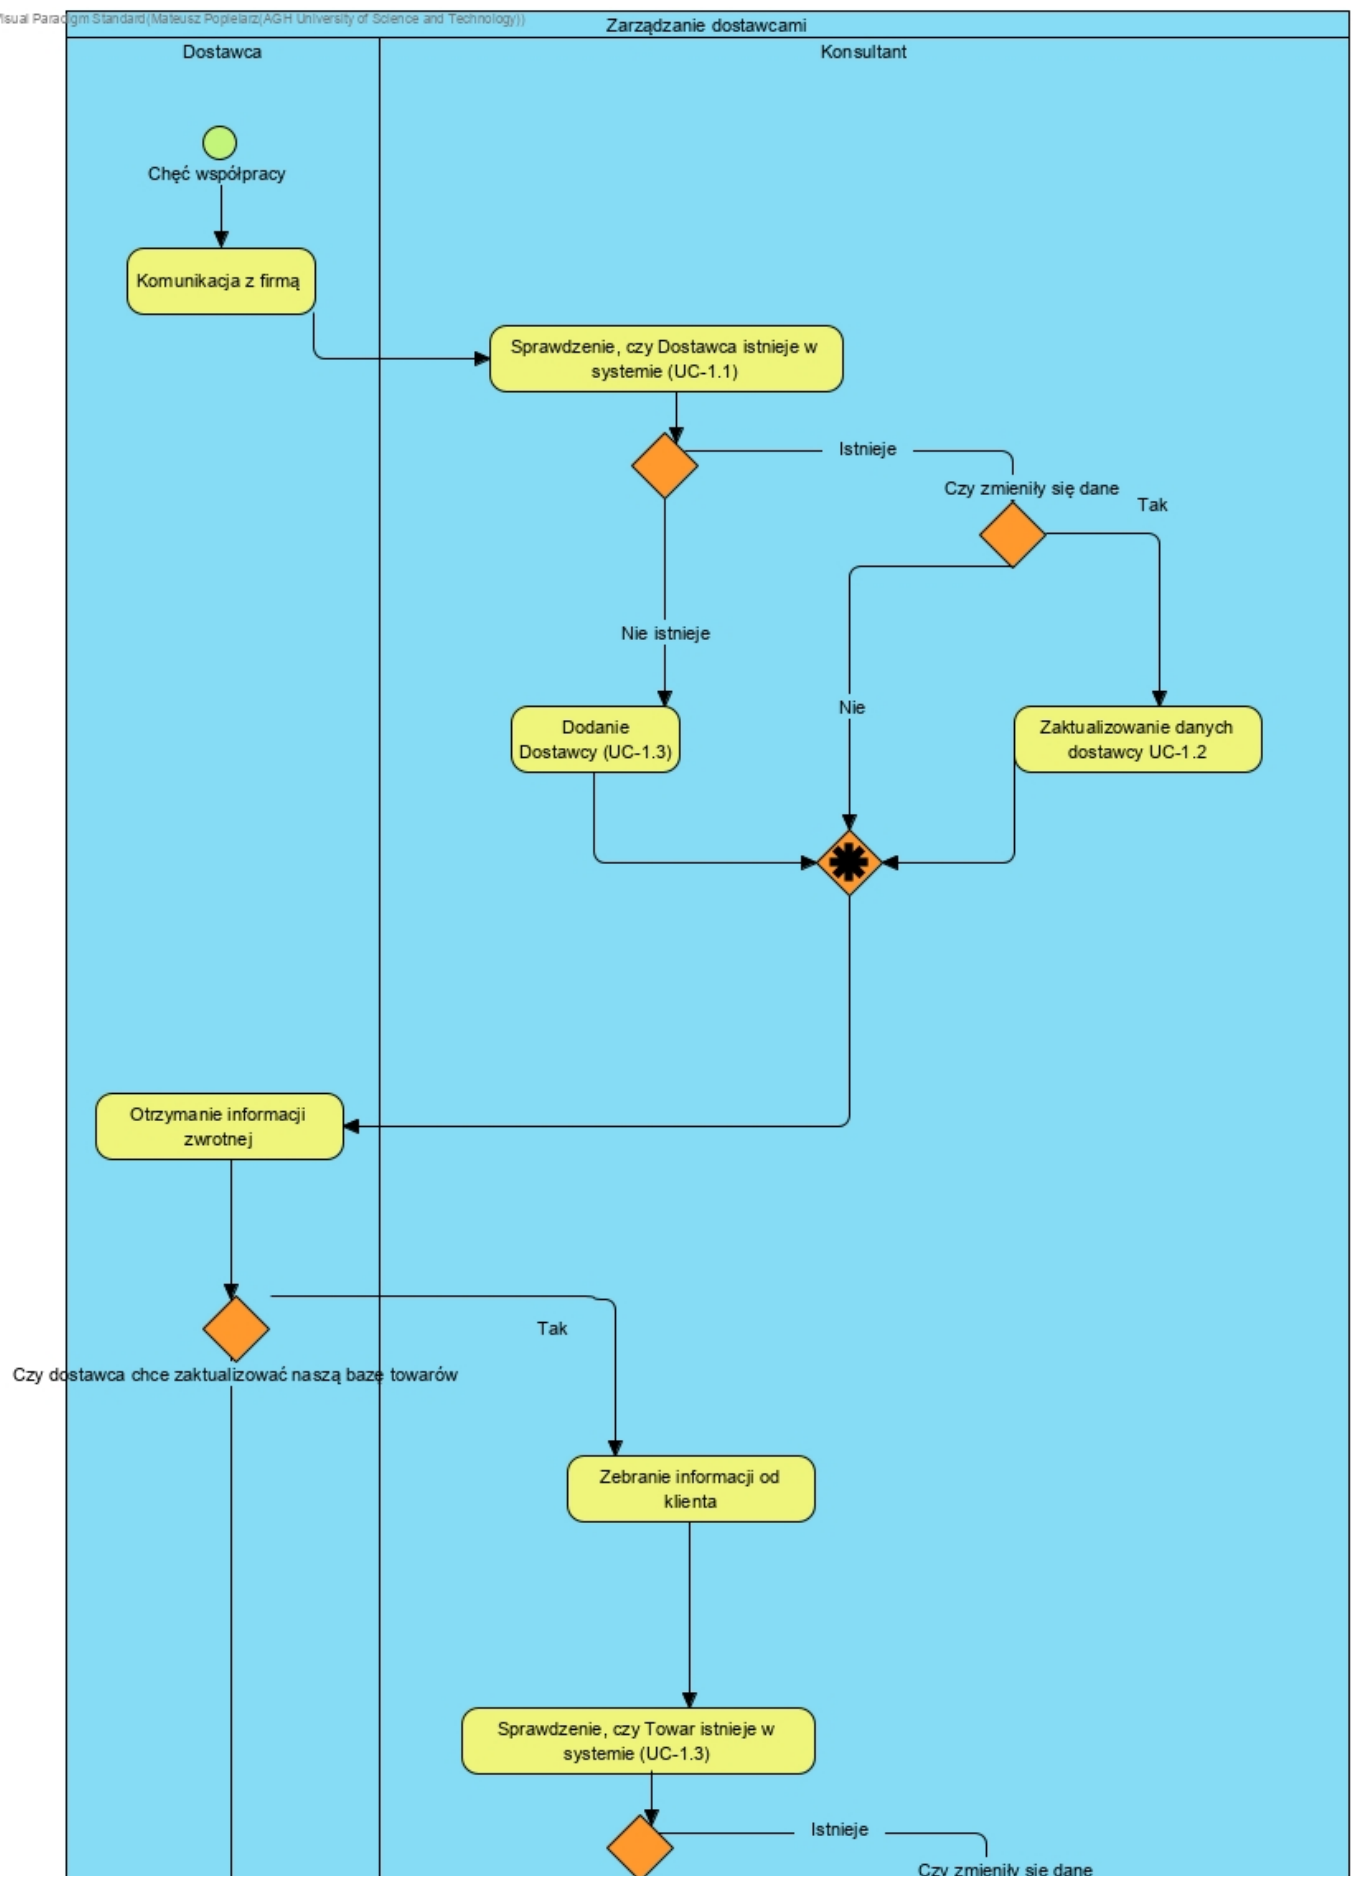 Visual Paradigm Standard(Mateusz Popielarz(AGH University of Science and Technology))
Zarządzanie dostawcami
Dostawca
Konsultant
Chęć współpracy
Komunikacja z firmą
Sprawdzenie, czy Dostawca istnieje w
systemie (UC-1.1)
Istnieje
Czy zmieniły się dane
Tak
Nie istnieje
Nie
Dodanie
Dostawcy (UC-1.3)
Zaktualizowanie danych
dostawcy UC-1.2
Otrzymanie informacji
zwrotnej
Tak
Czy dostawca chce zaktualizować naszą bazę towarów
Zebranie informacji od
klienta
Sprawdzenie, czy Towar istnieje w
systemie (UC-1.3)
Istnieje
Czy zmieniły się dane